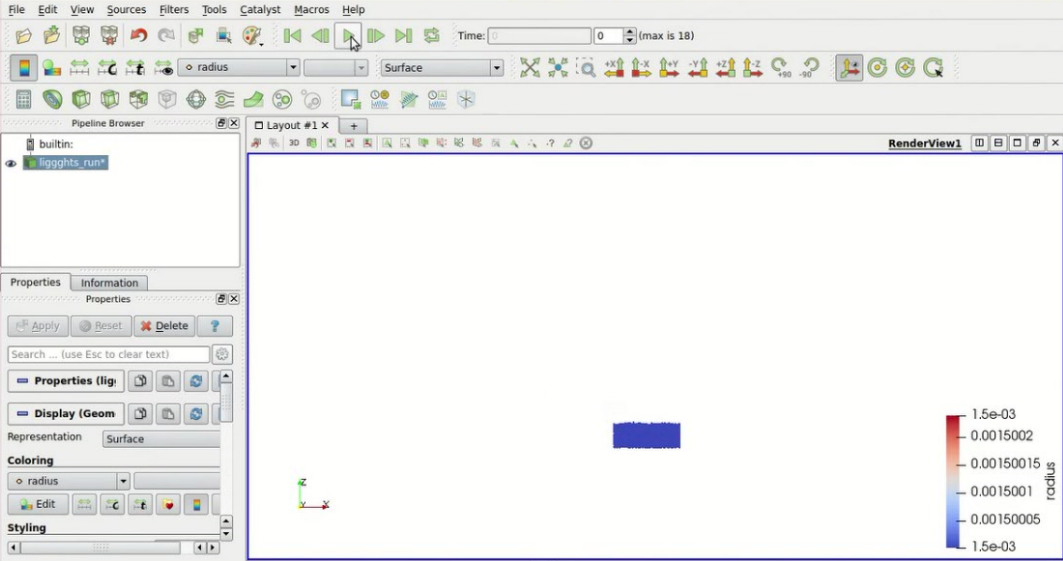 File Edit View Sources Filters Tools Catalyst Macros Help
Time: 0 0 (max is 18)
radius Surface +X -X +Y -Y +Z -Z +90 -90
Pipeline Browser
builtin:
liggghts_run*
Layout #1 × +
3D RenderView1
Properties Information
Properties
Apply Reset Delete ?
Search ... (use Esc to clear text)
Properties (lig
Display (Geom
Representation Surface
Coloring
radius
Edit
Styling
Z
Y X
1.5e-03
0.0015002
0.00150015
0.0015001
0.00150005
1.5e-03
radius